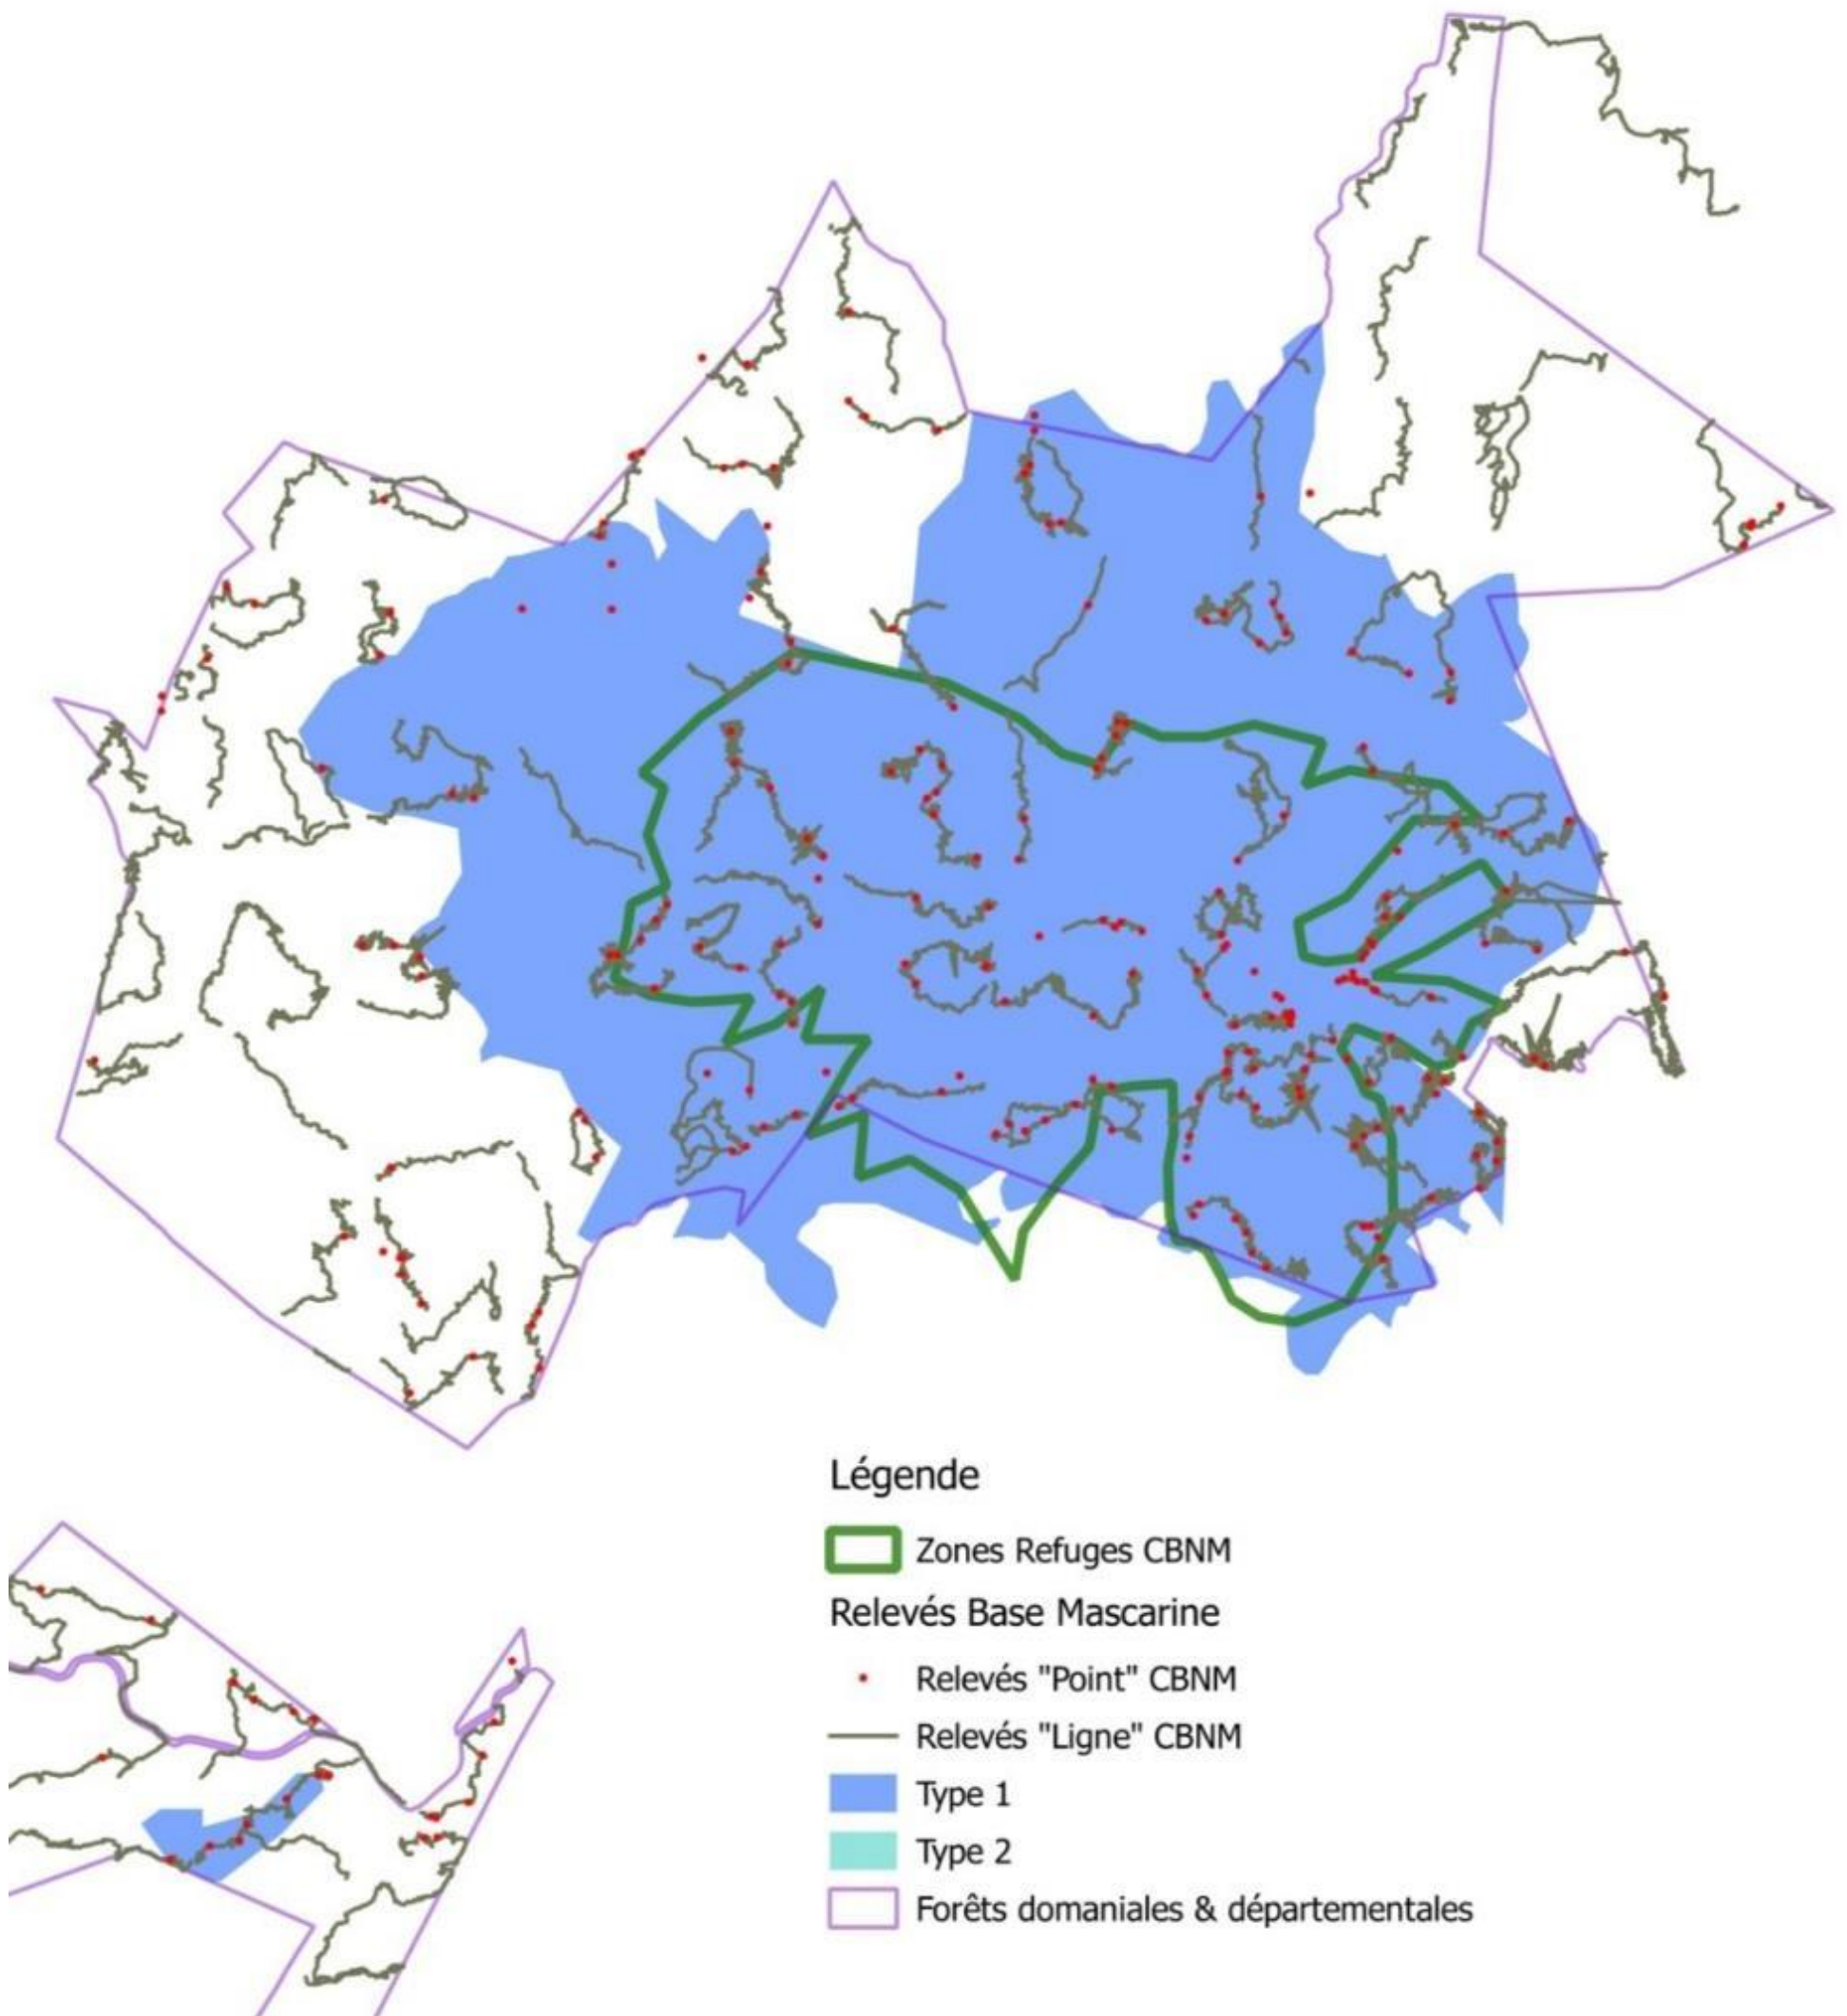 Légende
Zones Refuges CBNM
Relevés Base Mascarine
Relevés "Point" CBNM
Relevés "Ligne" CBNM
Type 1
Type 2
Forêts domaniales & départementales